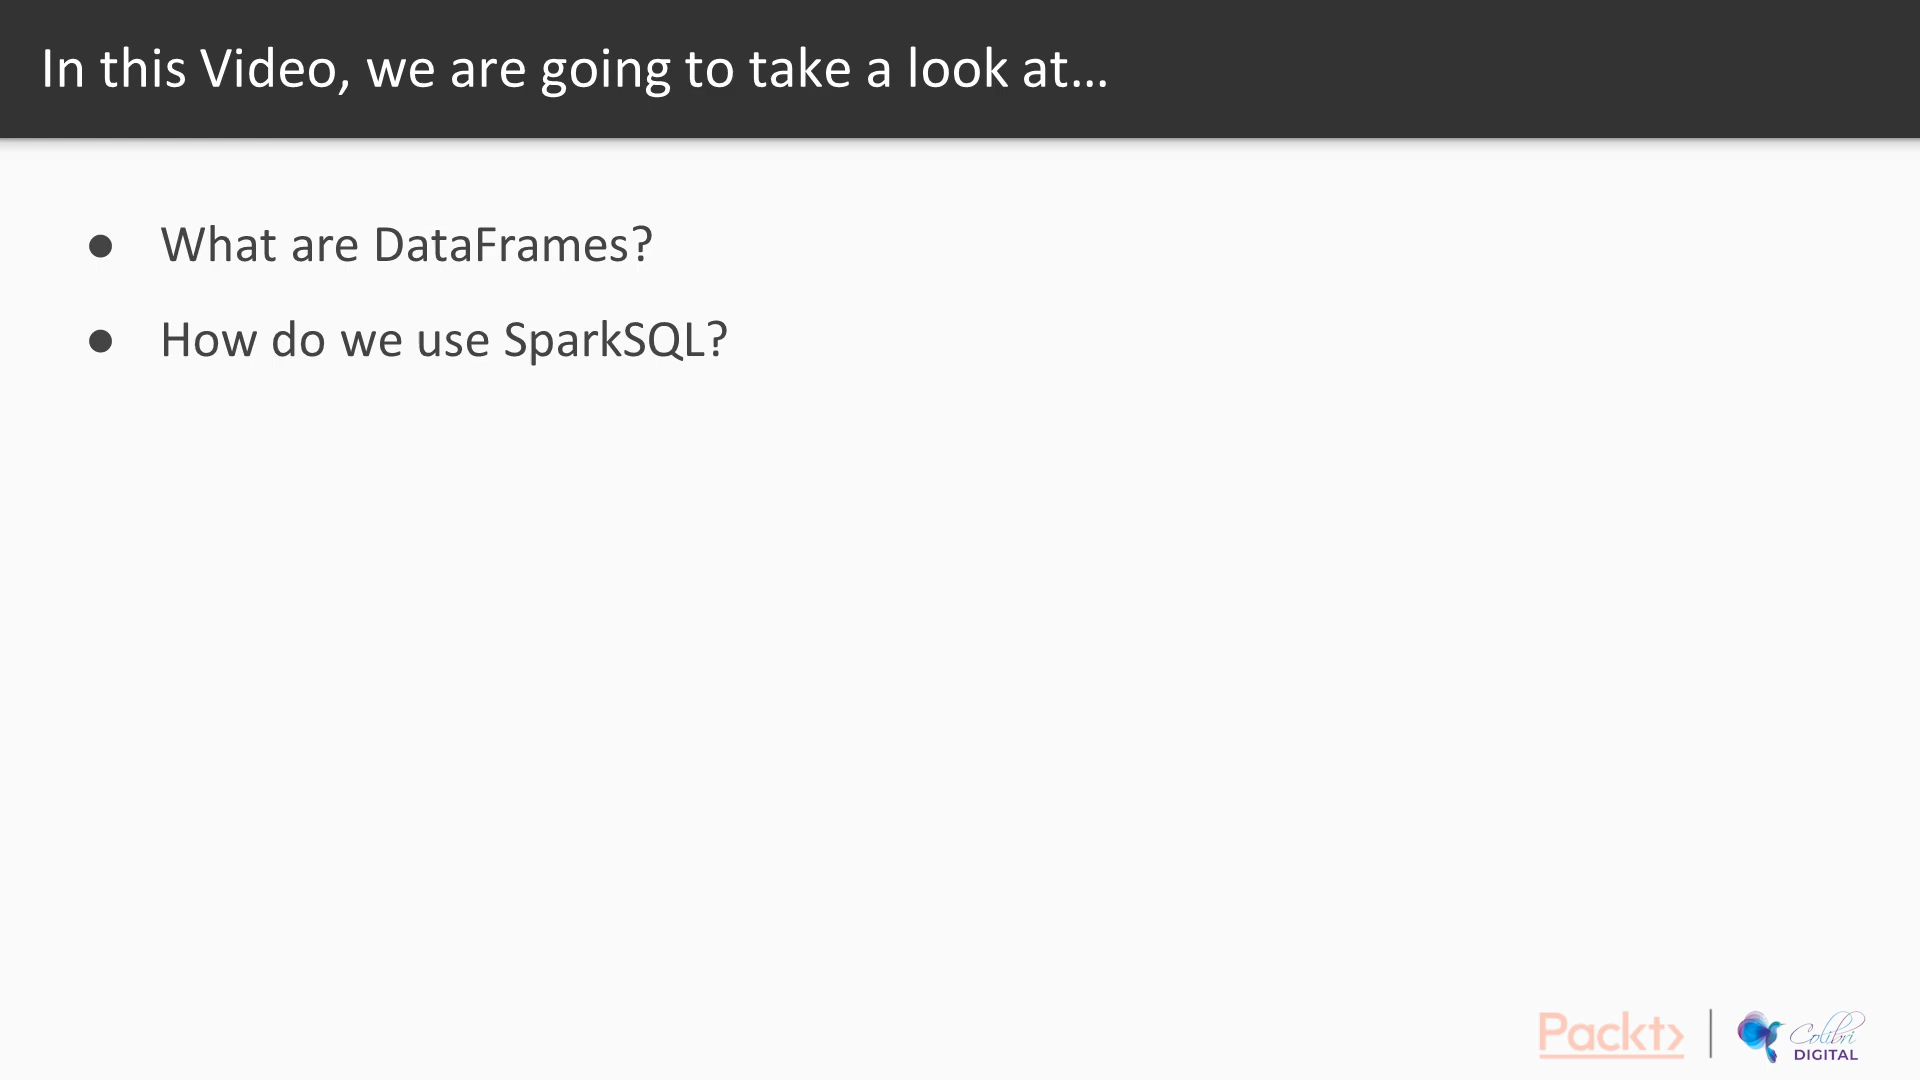 In this Video, we are going to take a look at...
● What are DataFrames?
● How do we use SparkSQL?
Packt>
Colibri
DIGITAL